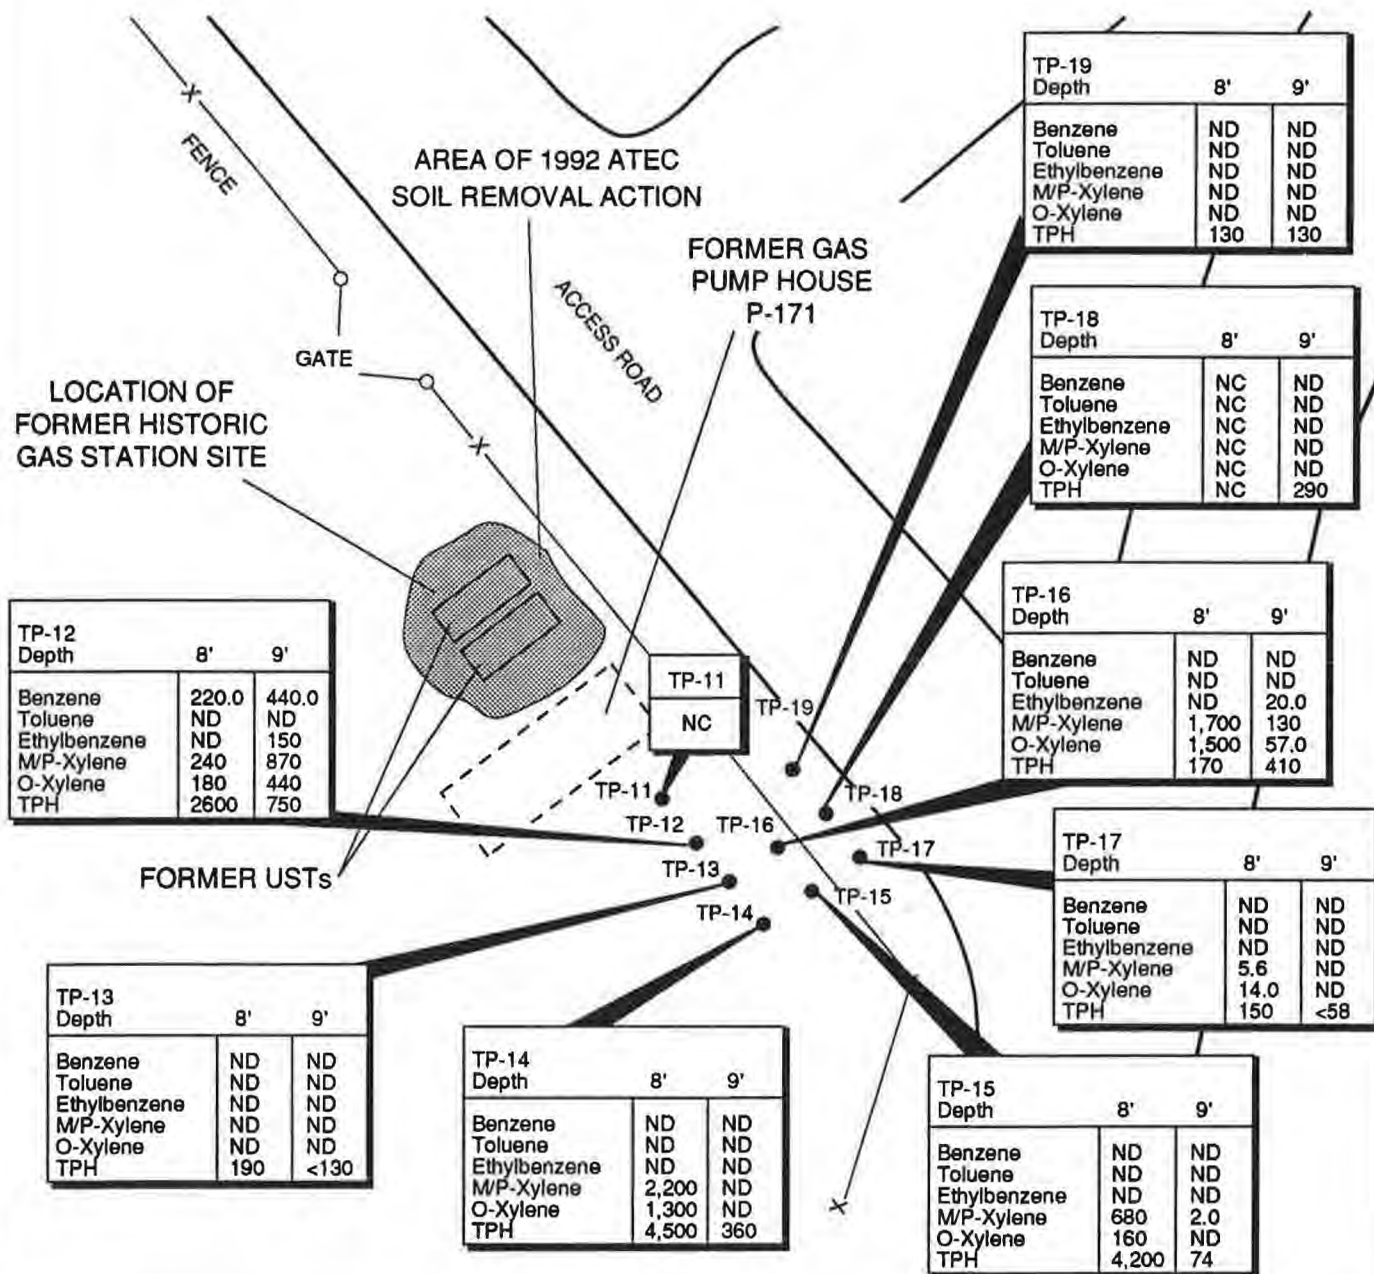 AREA OF 1992 ATEC
SOIL REMOVAL ACTION
FENCE
X
FORMER GAS
PUMP HOUSE
P-171
ACCESS ROAD
GATE
X
LOCATION OF
FORMER HISTORIC
GAS STATION SITE
FORMER USTs
TP-19
Depth 8' 9'
Benzene ND ND
Toluene ND ND
Ethylbenzene ND ND
M/P-Xylene ND ND
O-Xylene ND ND
TPH 130 130
TP-18
Depth 8' 9'
Benzene NC ND
Toluene NC ND
Ethylbenzene NC ND
M/P-Xylene NC ND
O-Xylene NC ND
TPH NC 290
TP-16
Depth 8' 9'
Benzene ND ND
Toluene ND ND
Ethylbenzene ND 20.0
M/P-Xylene 1,700 130
O-Xylene 1,500 57.0
TPH 170 410
TP-12
Depth 8' 9'
Benzene 220.0 440.0
Toluene ND ND
Ethylbenzene ND 150
M/P-Xylene 240 870
O-Xylene 180 440
TPH 2600 750
TP-11
NC
TP-19
TP-11
TP-18
TP-12
TP-16
TP-17
TP-13
TP-15
TP-14
TP-17
Depth 8' 9'
Benzene ND ND
Toluene ND ND
Ethylbenzene ND ND
M/P-Xylene 5.6 ND
O-Xylene 14.0 ND
TPH 150 <58
TP-13
Depth 8' 9'
Benzene ND ND
Toluene ND ND
Ethylbenzene ND ND
M/P-Xylene ND ND
O-Xylene ND ND
TPH 190 <130
TP-14
Depth 8' 9'
Benzene ND ND
Toluene ND ND
Ethylbenzene ND ND
M/P-Xylene 2,200 ND
O-Xylene 1,300 ND
TPH 4,500 360
TP-15
Depth 8' 9'
Benzene ND ND
Toluene ND ND
Ethylbenzene ND ND
M/P-Xylene 680 2.0
O-Xylene 160 ND
TPH 4,200 74
X
X